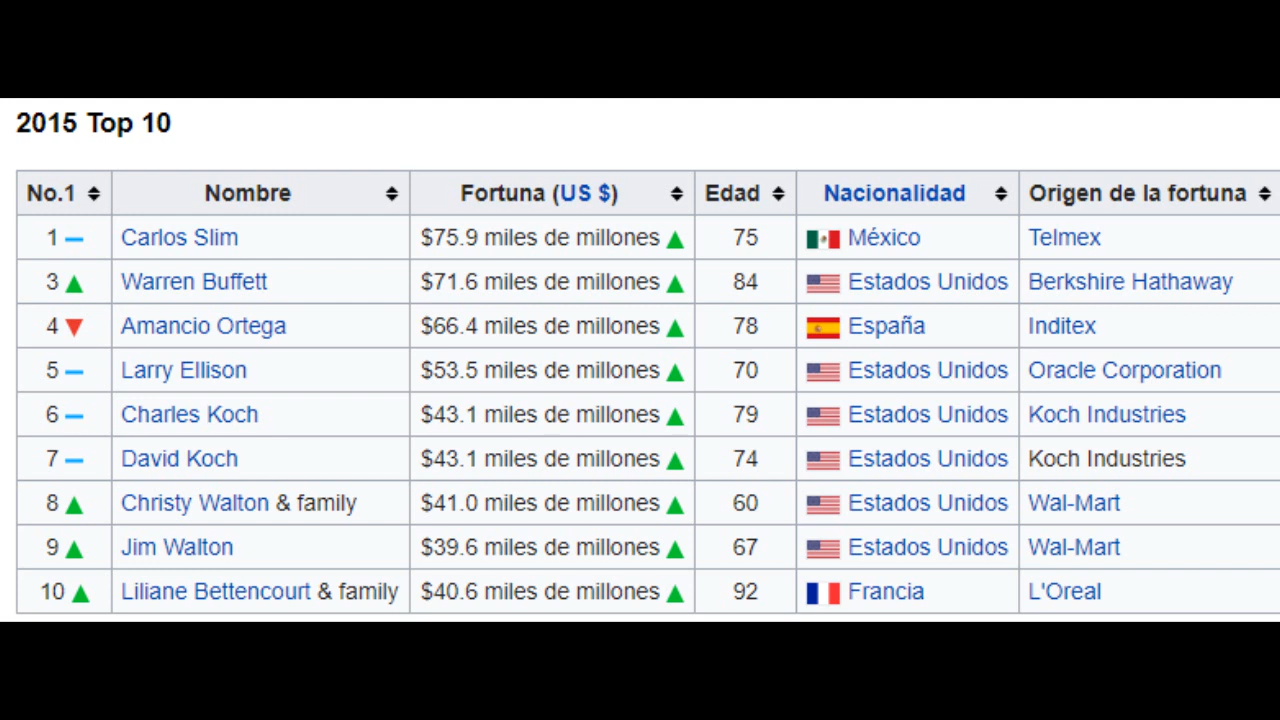 2015 Top 10
No.1 Nombre Fortuna (US $) Edad Nacionalidad Origen de la fortuna
1 Carlos Slim $75.9 miles de millones 75 México Telmex
3 Warren Buffett $71.6 miles de millones 84 Estados Unidos Berkshire Hathaway
4 Amancio Ortega $66.4 miles de millones 78 España Inditex
5 Larry Ellison $53.5 miles de millones 70 Estados Unidos Oracle Corporation
6 Charles Koch $43.1 miles de millones 79 Estados Unidos Koch Industries
7 David Koch $43.1 miles de millones 74 Estados Unidos Koch Industries
8 Christy Walton & family $41.0 miles de millones 60 Estados Unidos Wal-Mart
9 Jim Walton $39.6 miles de millones 67 Estados Unidos Wal-Mart
10 Liliane Bettencourt & family $40.6 miles de millones 92 Francia L'Oreal